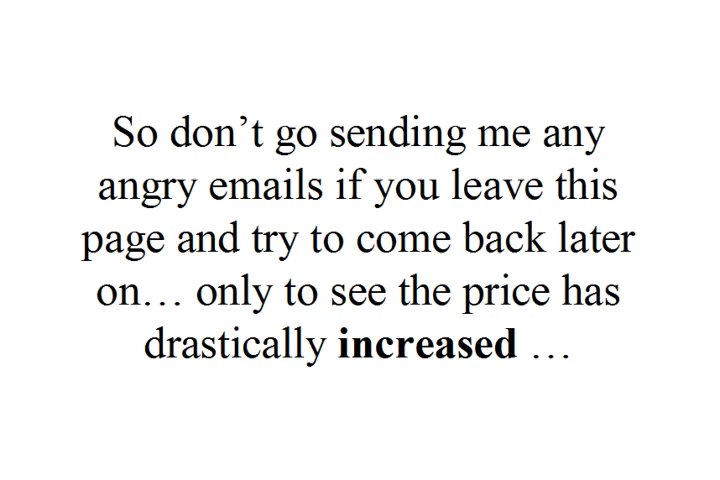 So don’t go sending me any
angry emails if you leave this
page and try to come back later
on… only to see the price has
drastically increased …